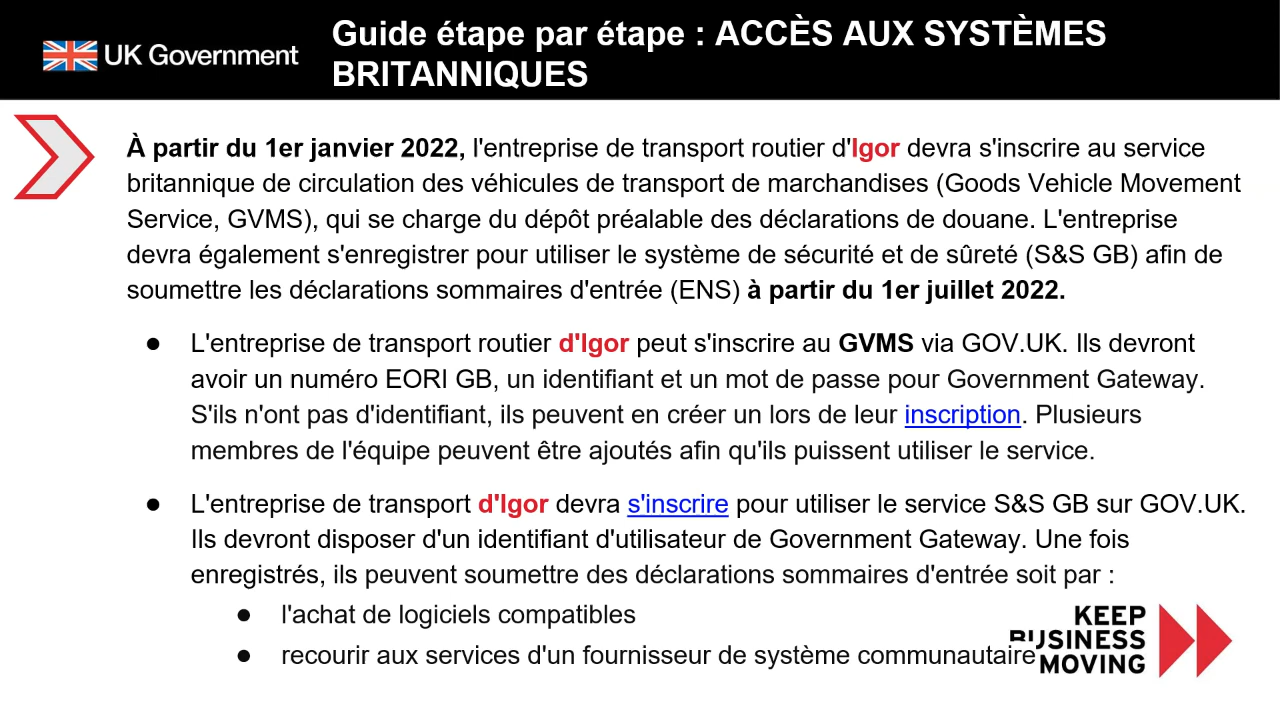 UK Government
Guide étape par étape : ACCÈS AUX SYSTÈMES
BRITANNIQUES
À partir du 1er janvier 2022, l'entreprise de transport routier d'Igor devra s'inscrire au service
britannique de circulation des véhicules de transport de marchandises (Goods Vehicle Movement
Service, GVMS), qui se charge du dépôt préalable des déclarations de douane. L'entreprise
devra également s'enregistrer pour utiliser le système de sécurité et de sûreté (S&S GB) afin de
soumettre les déclarations sommaires d'entrée (ENS) à partir du 1er juillet 2022.
● L'entreprise de transport routier d'Igor peut s'inscrire au GVMS via GOV.UK. Ils devront
avoir un numéro EORI GB, un identifiant et un mot de passe pour Government Gateway.
S'ils n'ont pas d'identifiant, ils peuvent en créer un lors de leur inscription. Plusieurs
membres de l'équipe peuvent être ajoutés afin qu'ils puissent utiliser le service.
● L'entreprise de transport d'Igor devra s'inscrire pour utiliser le service S&S GB sur GOV.UK.
Ils devront disposer d'un identifiant d'utilisateur de Government Gateway. Une fois
enregistrés, ils peuvent soumettre des déclarations sommaires d'entrée soit par :
● l'achat de logiciels compatibles
● recourir aux services d'un fournisseur de système communautaire
KEEP
BUSINESS
MOVING